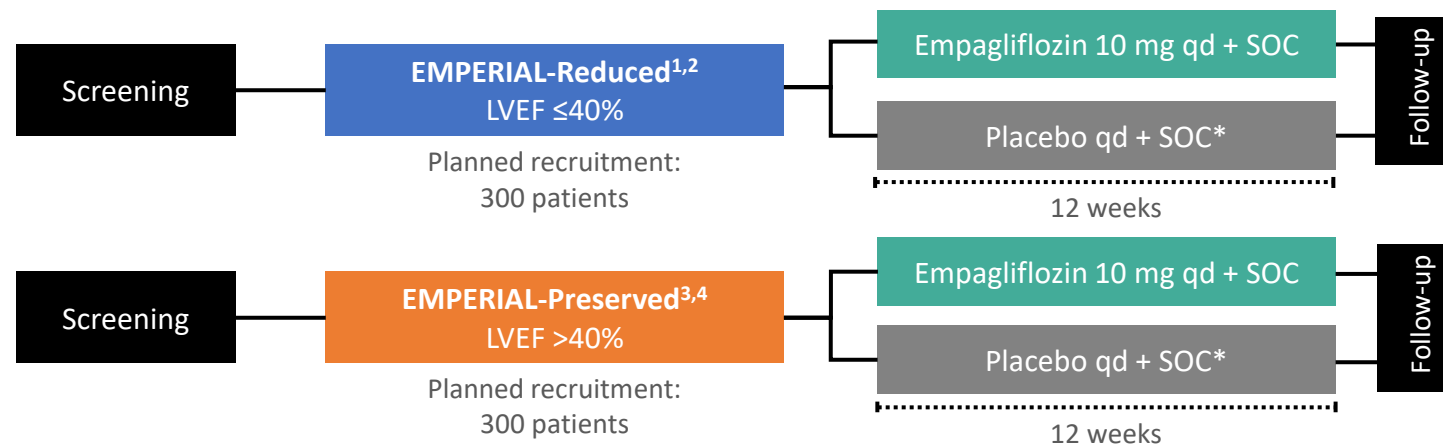 Screening
EMPERIAL-Reduced1,2
LVEF ≤40%
Planned recruitment:
300 patients
Empagliflozin 10 mg qd + SOC
Placebo qd + SOC*
12 weeks
Follow-up
Screening
EMPERIAL-Preserved3,4
LVEF >40%
Planned recruitment:
300 patients
Empagliflozin 10 mg qd + SOC
Placebo qd + SOC*
12 weeks
Follow-up